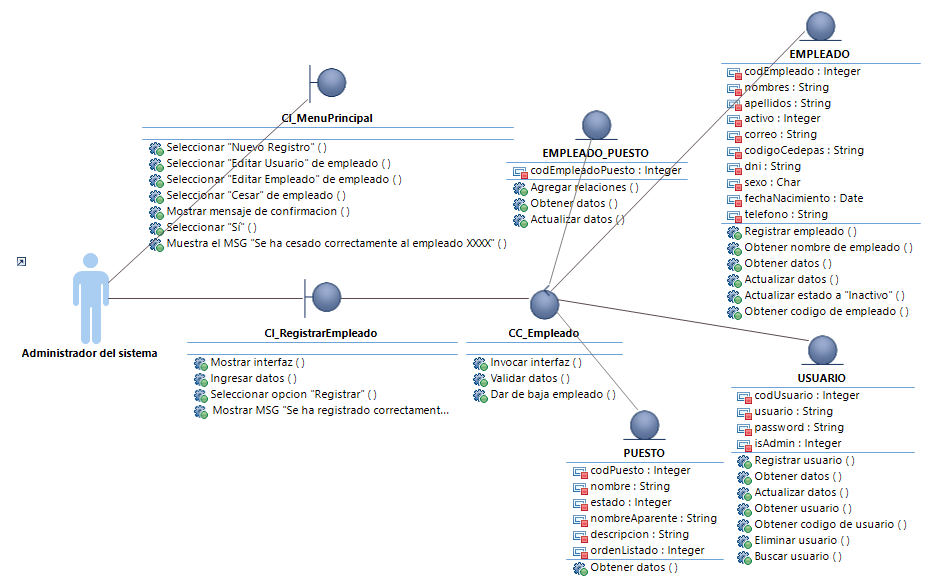 CI_MenuPrincipal
Seleccionar "Nuevo Registro" ( )
Seleccionar "Editar Usuario" de empleado ( )
Seleccionar "Editar Empleado" de empleado ( )
Seleccionar "Cesar" de empleado ( )
Mostrar mensaje de confirmacion ( )
Seleccionar "Sí" ( )
Muestra el MSG "Se ha cesado correctamente al empleado XXXX" ( )
EMPLEADO_PUESTO
codEmpleadoPuesto : Integer
Agregar relaciones ( )
Obtener datos ( )
Actualizar datos ( )
EMPLEADO
codEmpleado : Integer
nombres : String
apellidos : String
activo : Integer
correo : String
codigoCedepas : String
dni : String
sexo : Char
fechaNacimiento : Date
telefono : String
Registrar empleado ( )
Obtener nombre de empleado ( )
Obtener datos ( )
Actualizar datos ( )
Actualizar estado a "Inactivo" ( )
Obtener codigo de empleado ( )
Administrador del sistema
CI_RegistrarEmpleado
Mostrar interfaz ( )
Ingresar datos ( )
Seleccionar opcion "Registrar" ( )
Mostrar MSG "Se ha registrado correctament...
CC_Empleado
Invocar interfaz ( )
Validar datos ( )
Dar de baja empleado ( )
USUARIO
codUsuario : Integer
usuario : String
password : String
isAdmin : Integer
Registrar usuario ( )
Obtener datos ( )
Actualizar datos ( )
Obtener usuario ( )
Obtener codigo de usuario ( )
Eliminar usuario ( )
Buscar usuario ( )
PUESTO
codPuesto : Integer
nombre : String
estado : Integer
nombreAparente : String
descripcion : String
ordenListado : Integer
Obtener datos ( )